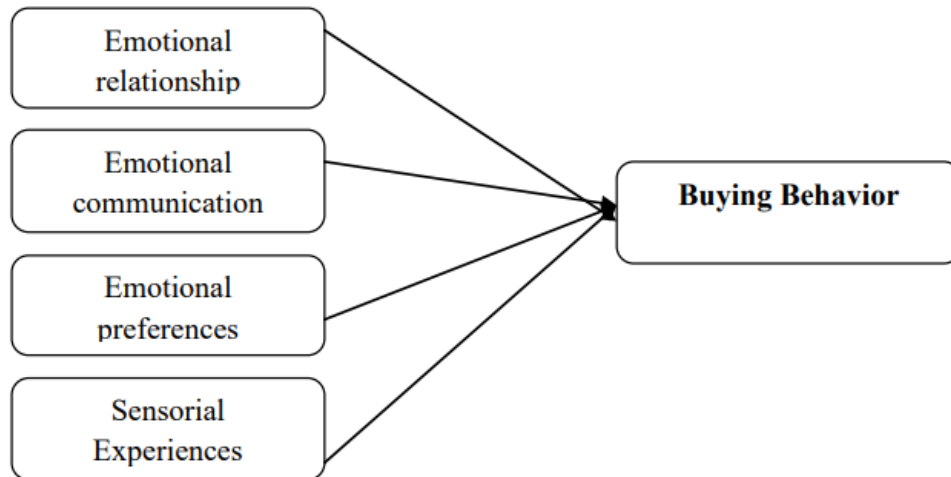 Emotional
relationship
Emotional
communication
Emotional
preferences
Sensorial
Experiences
Buying Behavior